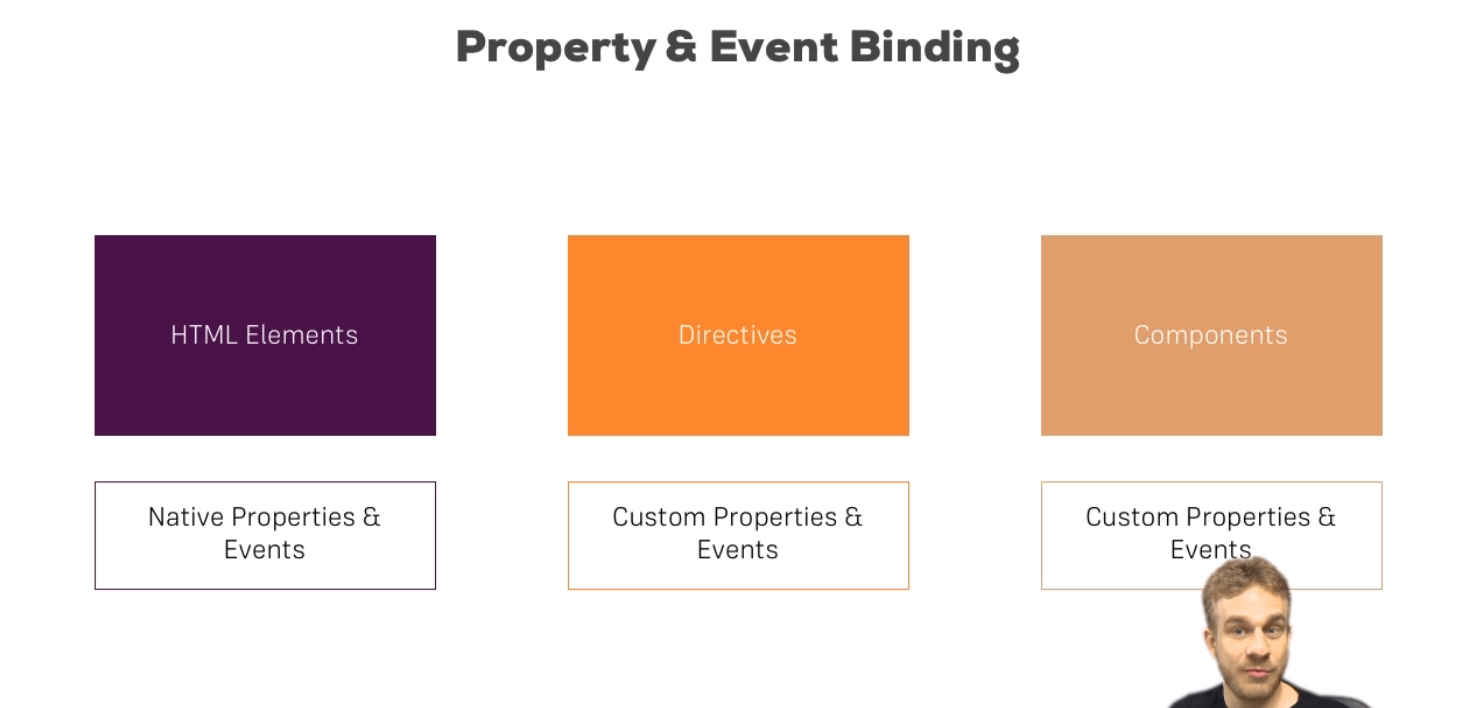 Property & Event Binding
HTML Elements
Directives
Components
Native Properties &
Events
Custom Properties &
Events
Custom Properties &
Events